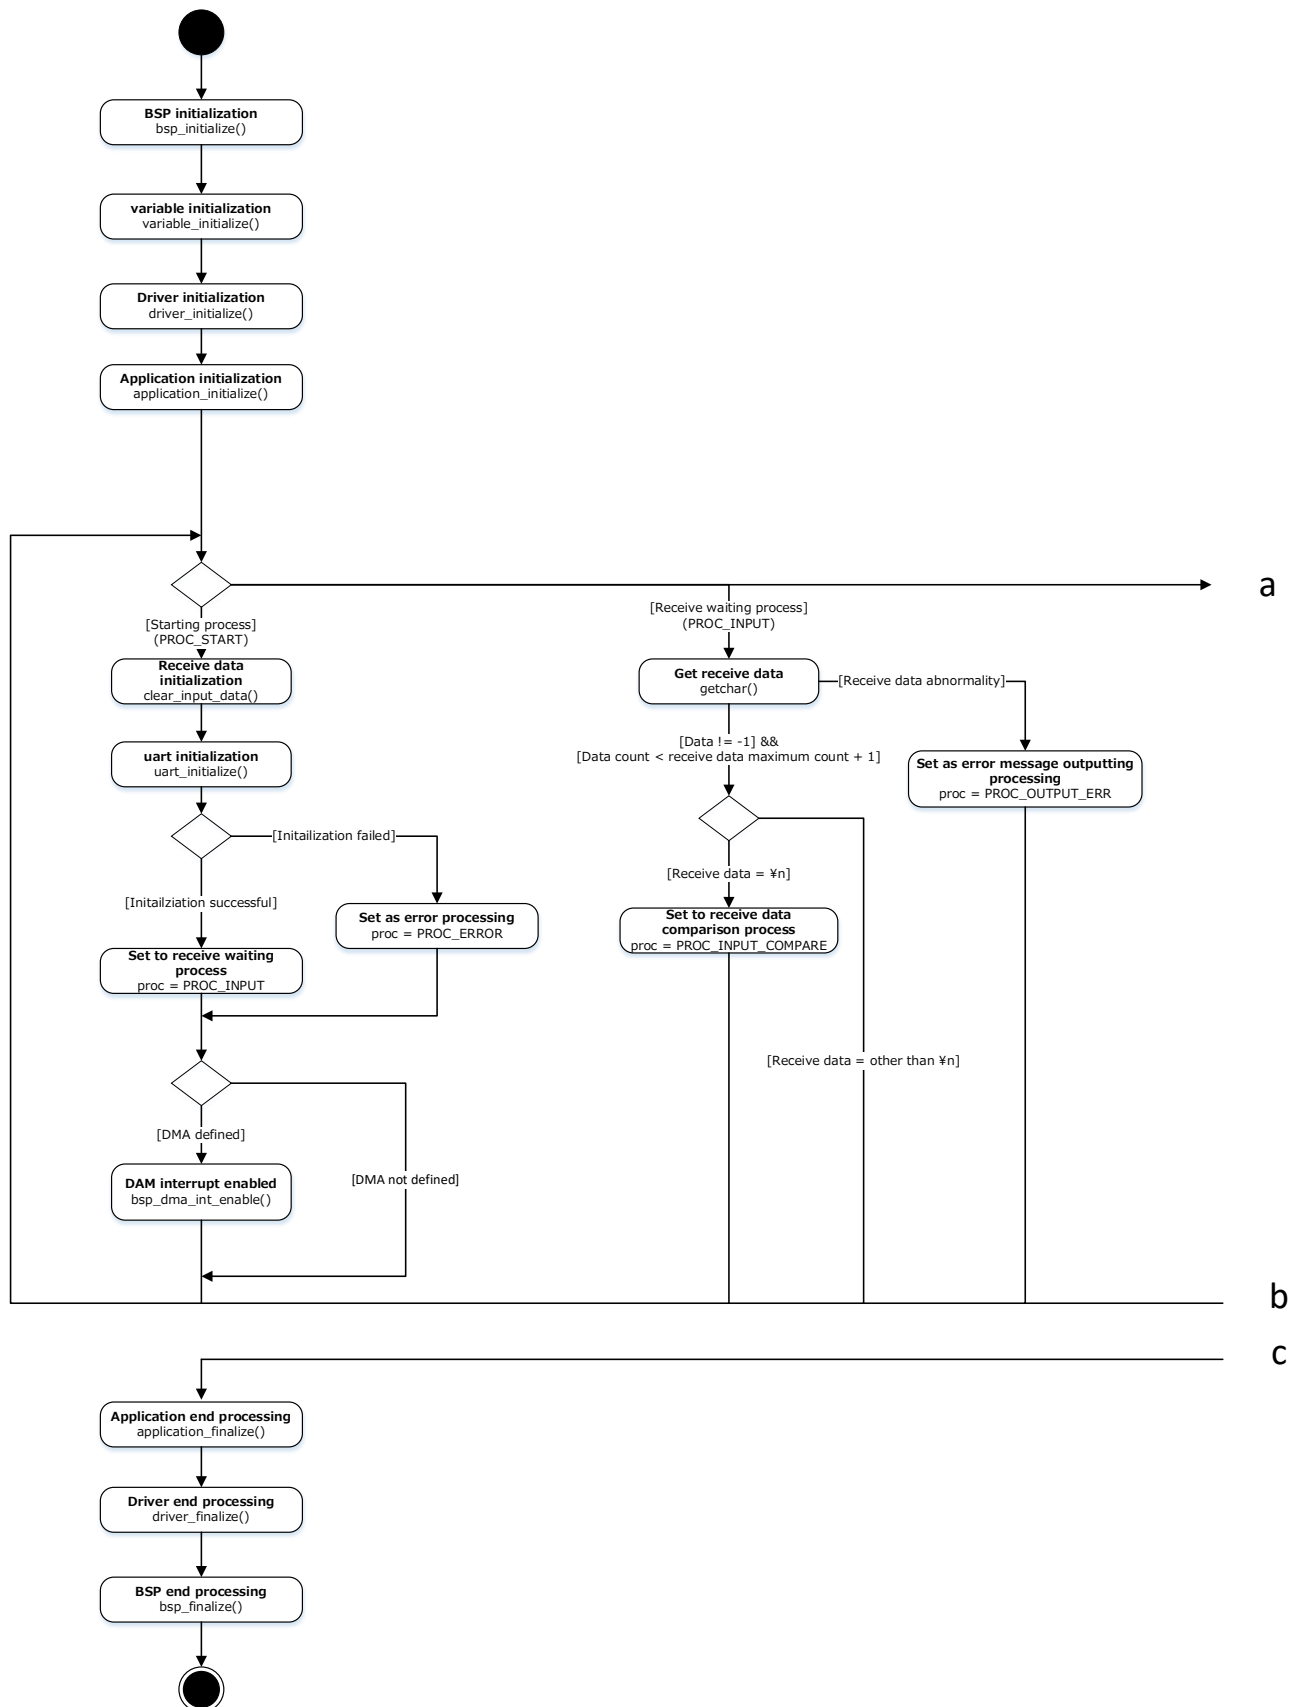 BSP initialization
bsp_initialize()
variable initialization
variable_initialize()
Driver initialization
driver_initialize()
Application initialization
application_initialize()
a
[Starting process]
(PROC_START)
Receive data
initialization
clear_input_data()
uart initialization
uart_initialize()
[Initailization failed]
[Initailziation successful]
Set as error processing
proc = PROC_ERROR
Set to receive waiting
process
proc = PROC_INPUT
[DMA defined]
[DMA not defined]
DAM interrupt enabled
bsp_dma_int_enable()
[Receive waiting process]
(PROC_INPUT)
Get receive data
getchar()
[Receive data abnormality]
[Data != -1] &&
[Data count < receive data maximum count + 1]
Set as error message outputting
processing
proc = PROC_OUTPUT_ERR
[Receive data = ¥n]
Set to receive data
comparison process
proc = PROC_INPUT_COMPARE
[Receive data = other than ¥n]
b
c
Application end processing
application_finalize()
Driver end processing
driver_finalize()
BSP end processing
bsp_finalize()